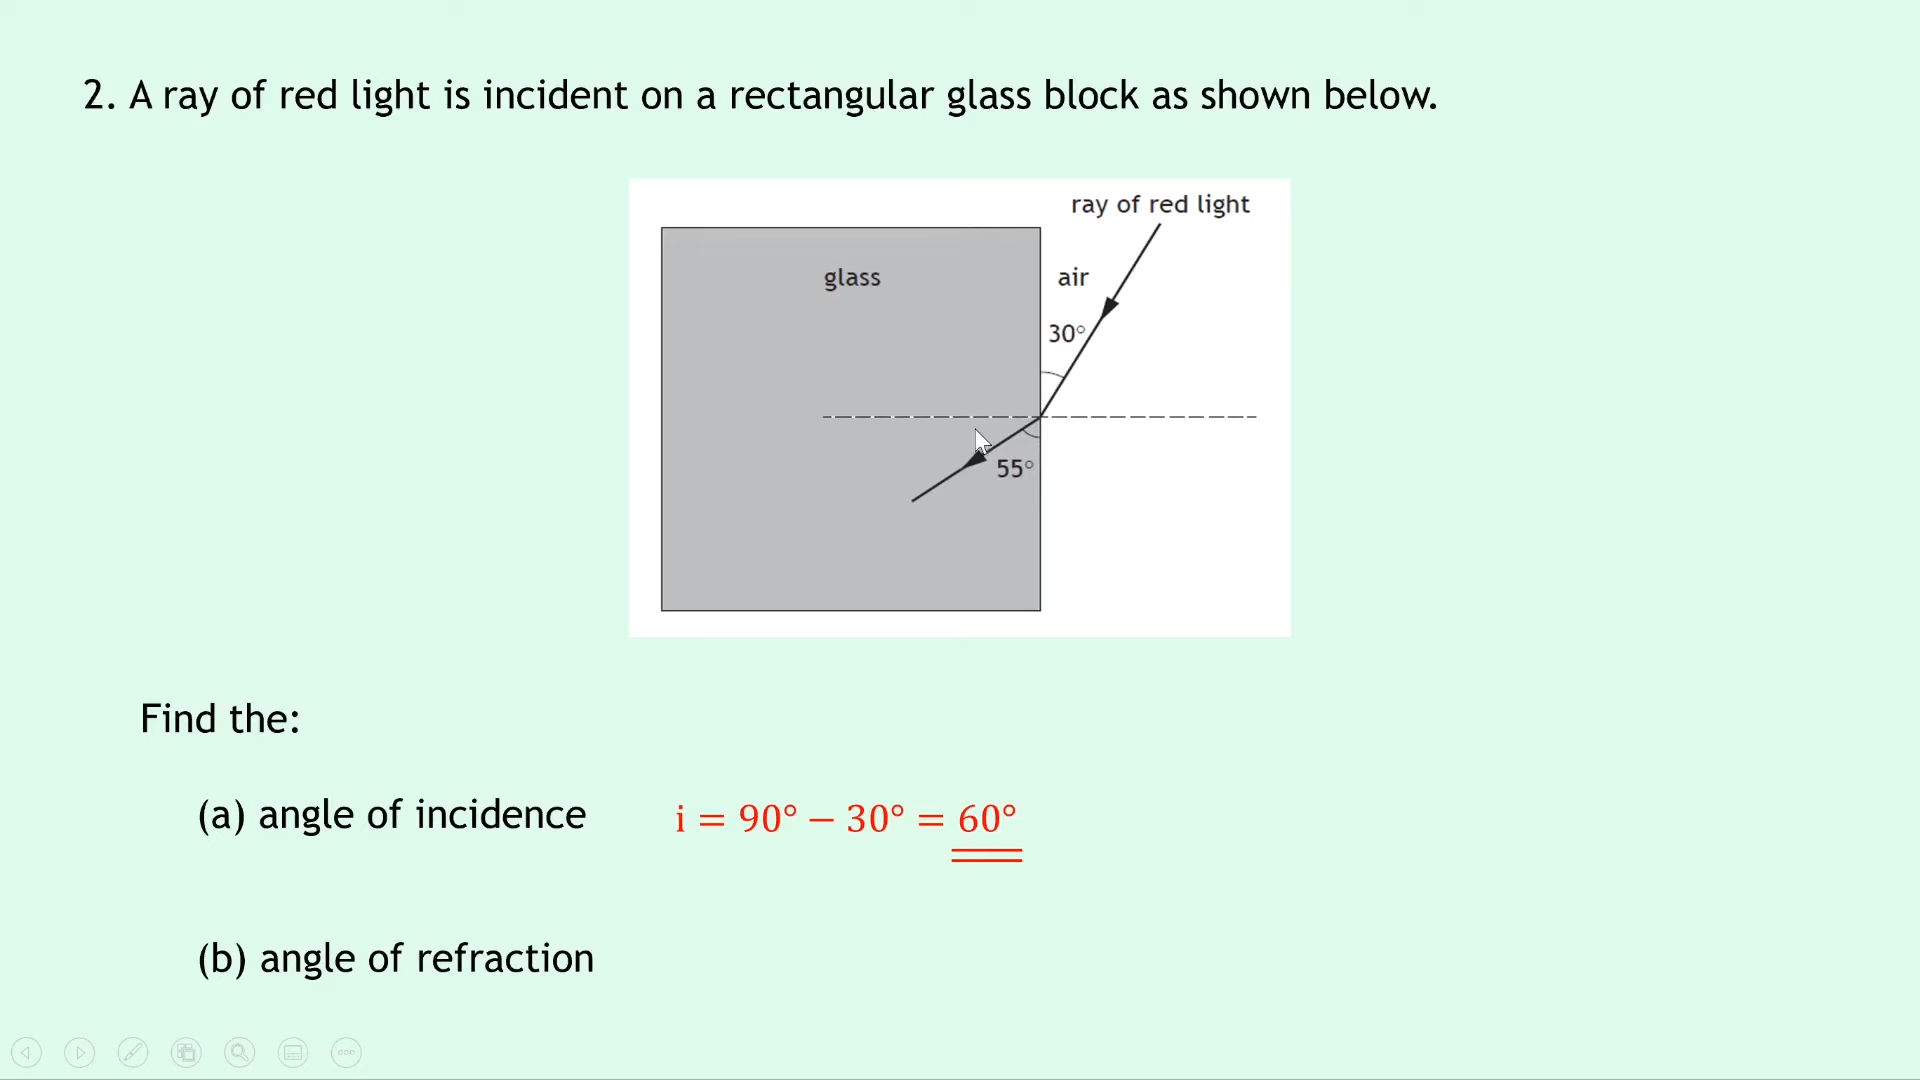 2. A ray of red light is incident on a rectangular glass block as shown below.
ray of red light
glass
air
30°
55°
Find the:
(a) angle of incidence
i = 90° − 30° = 60°
(b) angle of refraction